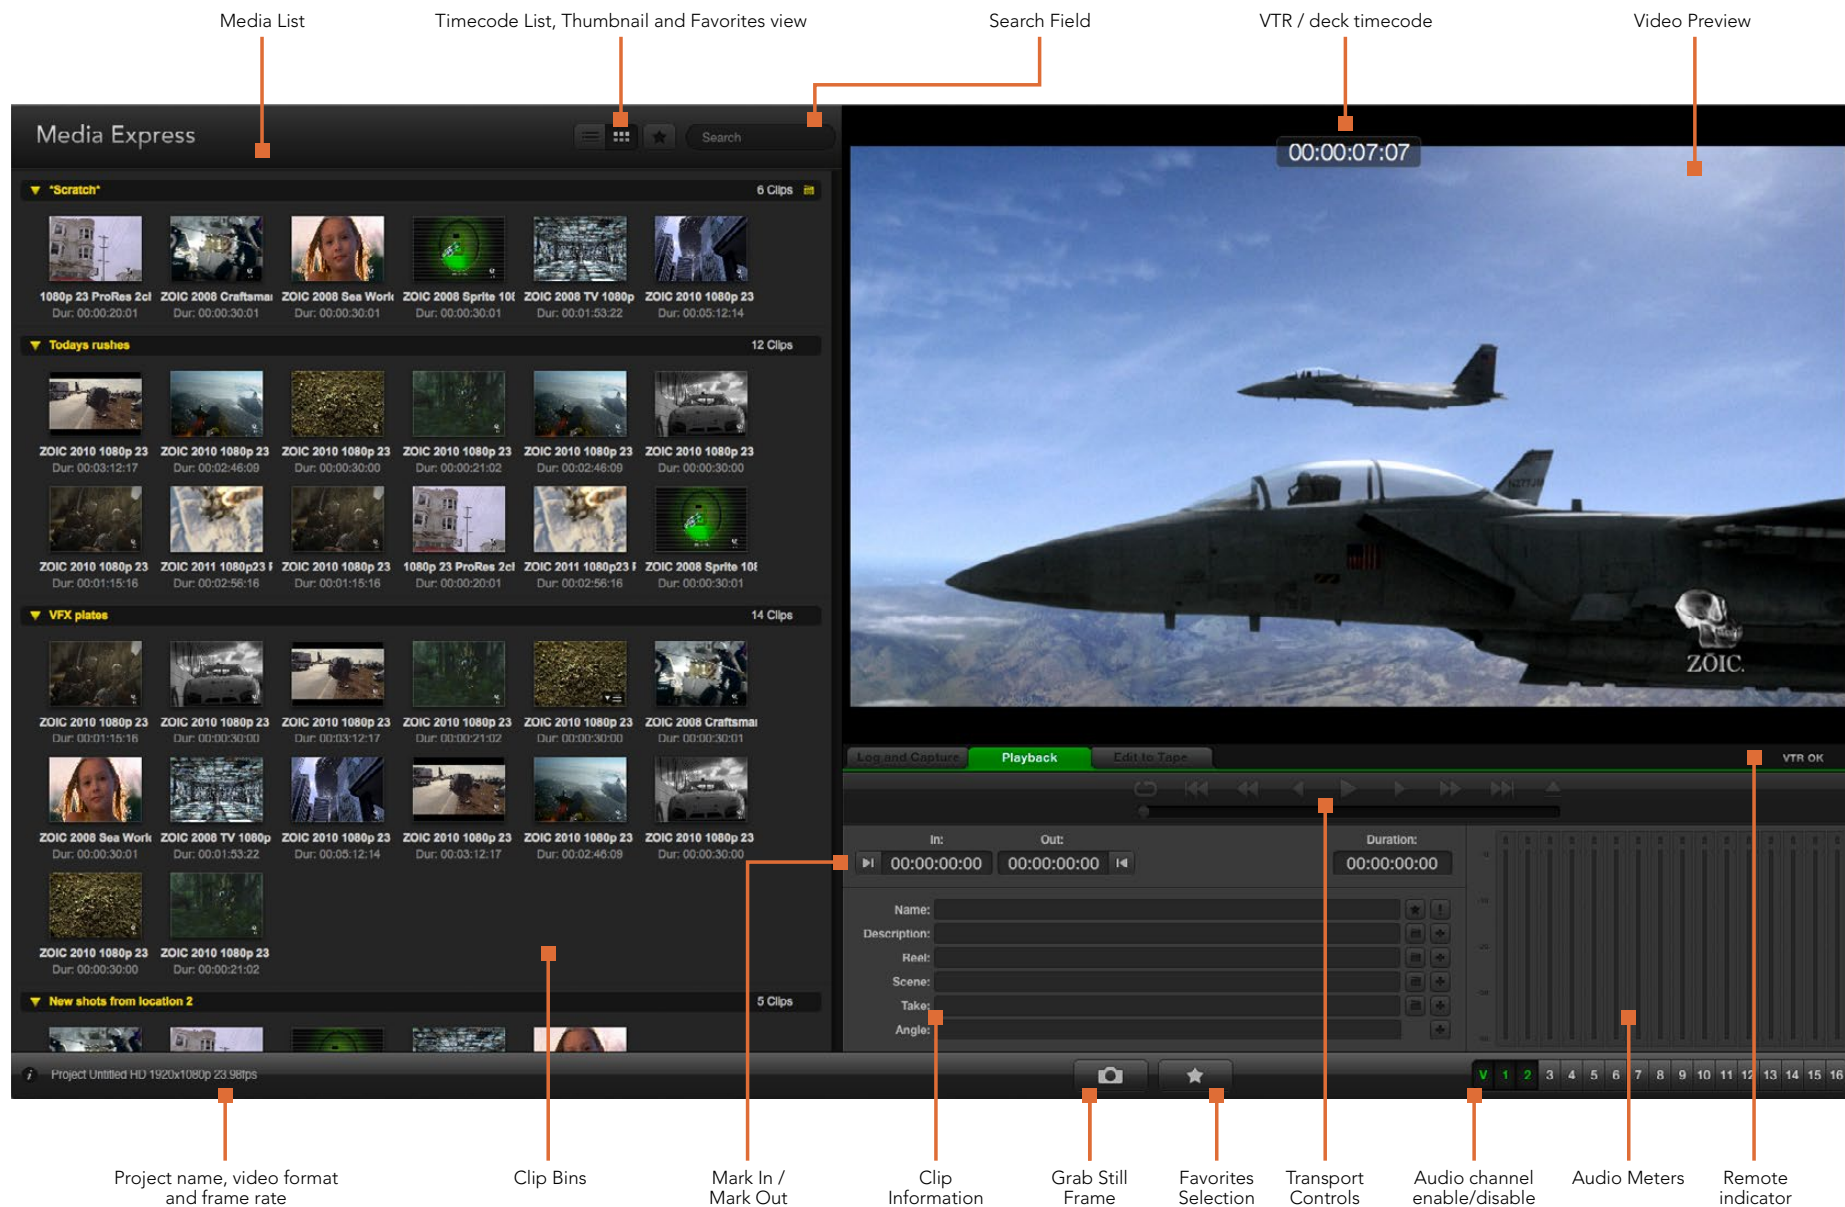 Media List
Timecode List, Thumbnail and Favorites view
Search Field
VTR / deck timecode
Video Preview
Media Express
Search
00:00:07:07
*Scratch*
6 Clips
1080p 23 ProRes 2cl
ZOIC 2008 Craftsmai
ZOIC 2008 Sea World
ZOIC 2008 Sprite 108
ZOIC 2008 TV 1080p
ZOIC 2010 1080p 23
Dur: 00:00:20:01
Dur: 00:00:30:01
Dur: 00:00:30:01
Dur: 00:00:30:01
Dur: 00:01:53:22
Dur: 00:05:12:14
Todays rushes
12 Clips
ZOIC 2010 1080p 23
ZOIC 2010 1080p 23
ZOIC 2010 1080p 23
ZOIC 2010 1080p 23
ZOIC 2010 1080p 23
ZOIC 2010 1080p 23
Dur: 00:03:12:17
Dur: 00:02:46:09
Dur: 00:00:30:00
Dur: 00:00:21:02
Dur: 00:02:46:09
Dur: 00:00:30:00
ZOIC 2010 1080p 23
ZOIC 2011 1080p23 F
ZOIC 2010 1080p 23
1080p 23 ProRes 2cl
ZOIC 2011 1080p23 F
ZOIC 2008 Sprite 108
Dur: 00:01:15:16
Dur: 00:02:56:16
Dur: 00:01:15:16
Dur: 00:00:20:01
Dur: 00:02:56:16
Dur: 00:00:30:01
VFX plates
14 Clips
ZOIC 2010 1080p 23
ZOIC 2010 1080p 23
ZOIC 2010 1080p 23
ZOIC 2010 1080p 23
ZOIC 2010 1080p 23
ZOIC 2008 Craftsmai
Dur: 00:01:15:16
Dur: 00:00:30:00
Dur: 00:03:12:17
Dur: 00:00:21:02
Dur: 00:00:30:00
Dur: 00:00:30:01
ZOIC 2008 Sea World
ZOIC 2008 TV 1080p
ZOIC 2010 1080p 23
ZOIC 2010 1080p 23
ZOIC 2010 1080p 23
ZOIC 2010 1080p 23
Dur: 00:00:30:01
Dur: 00:01:53:22
Dur: 00:05:12:14
Dur: 00:03:12:17
Dur: 00:02:46:09
Dur: 00:00:30:00
ZOIC 2010 1080p 23
ZOIC 2010 1080p 23
Dur: 00:00:30:00
Dur: 00:00:21:02
New shots from location 2
5 Clips
Project Untitled HD 1920x1080p 23.98fps
ZŌIC.
Log and Capture
Playback
Edit to Tape
VTR OK
In:
Out:
Duration:
00:00:00:00
00:00:00:00
00:00:00:00
Name:
Description:
Reel:
Scene:
Take:
Angle:
V 1 2 3 4 5 6 7 8 9 10 11 12 13 14 15 16
Project name, video format
and frame rate
Clip Bins
Mark In /
Mark Out
Clip
Information
Grab Still
Frame
Favorites
Selection
Transport
Controls
Audio channel
enable/disable
Audio Meters
Remote
indicator